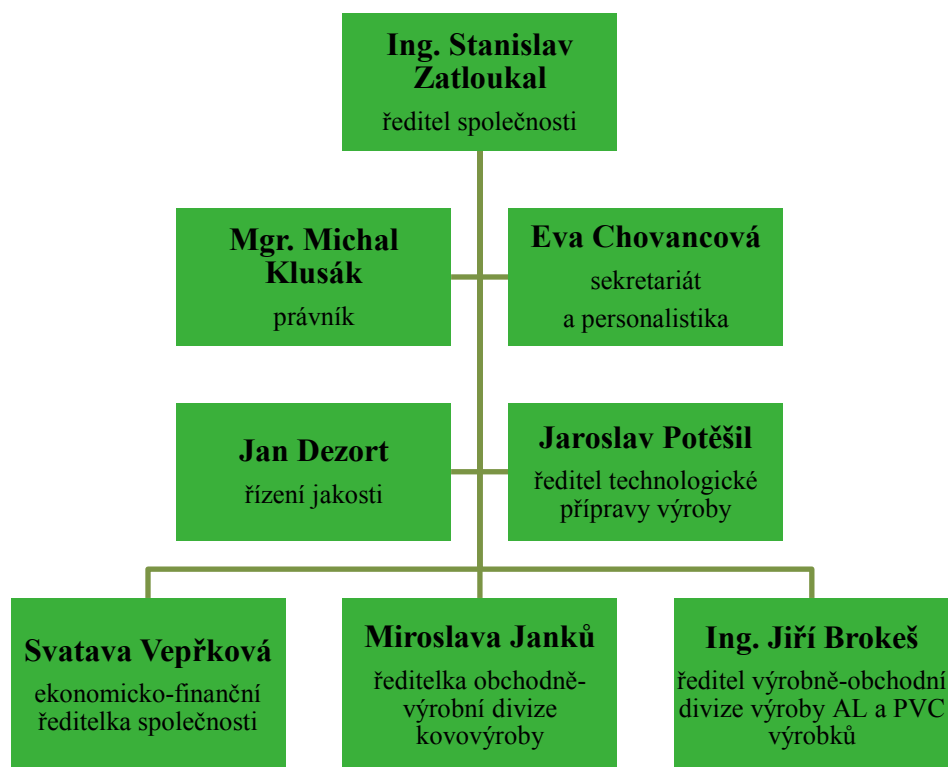 Ing. Stanislav
Zatloukal
ředitel společnosti
Mgr. Michal
Klusák
právník
Eva Chovancová
sekretariát
a personalistika
Jan Dezort
řízení jakosti
Jaroslav Potěšil
ředitel technologické
přípravy výroby
Svatava Vepřková
ekonomicko-finanční
ředitelka společnosti
Miroslava Janků
ředitelka obchodně-
výrobní divize
kovovýroby
Ing. Jiří Brokeš
ředitel výrobně-obchodní
divize výroby AL a PVC
výrobků